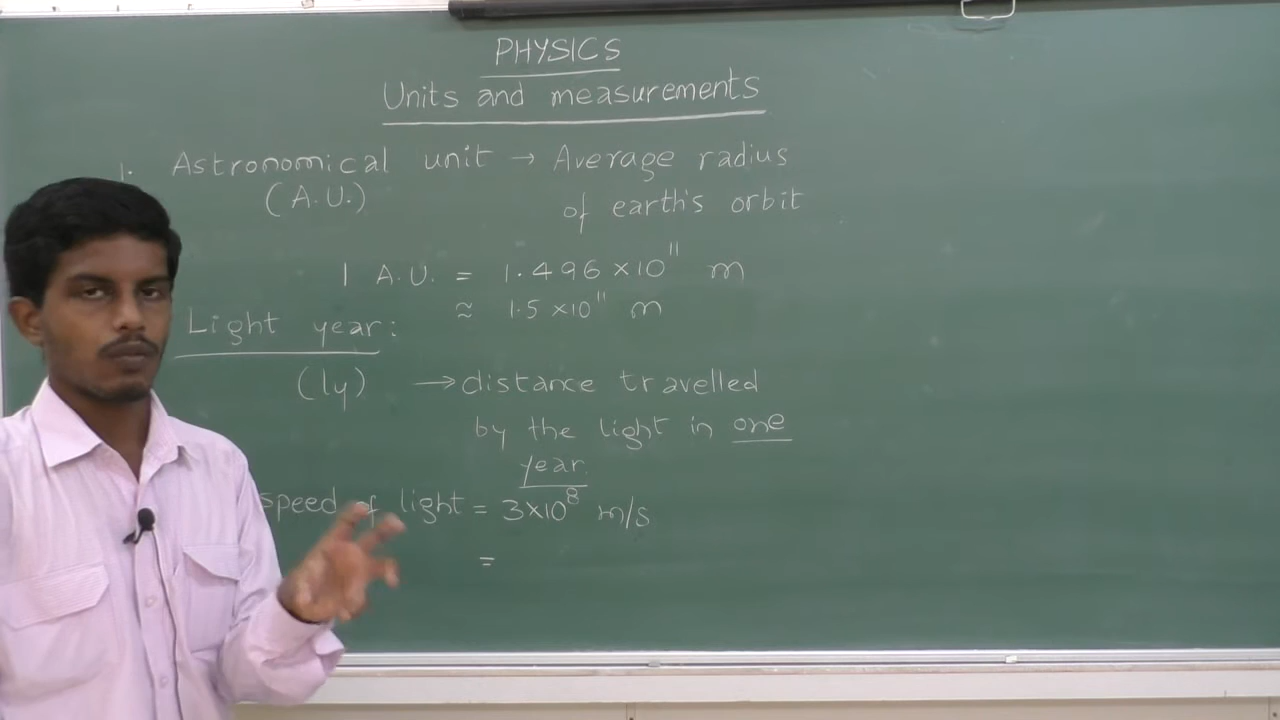 PHYSICS
Units and measurements
1. Astronomical unit → Average radius
(A.U.) of earth's orbit
1 A.U. = 1.496 × 10¹¹ m
≈ 1.5 × 10¹¹ m
Light year:
(ly) → distance travelled
by the light in one
year.
speed of light = 3×10⁸ m/s
=